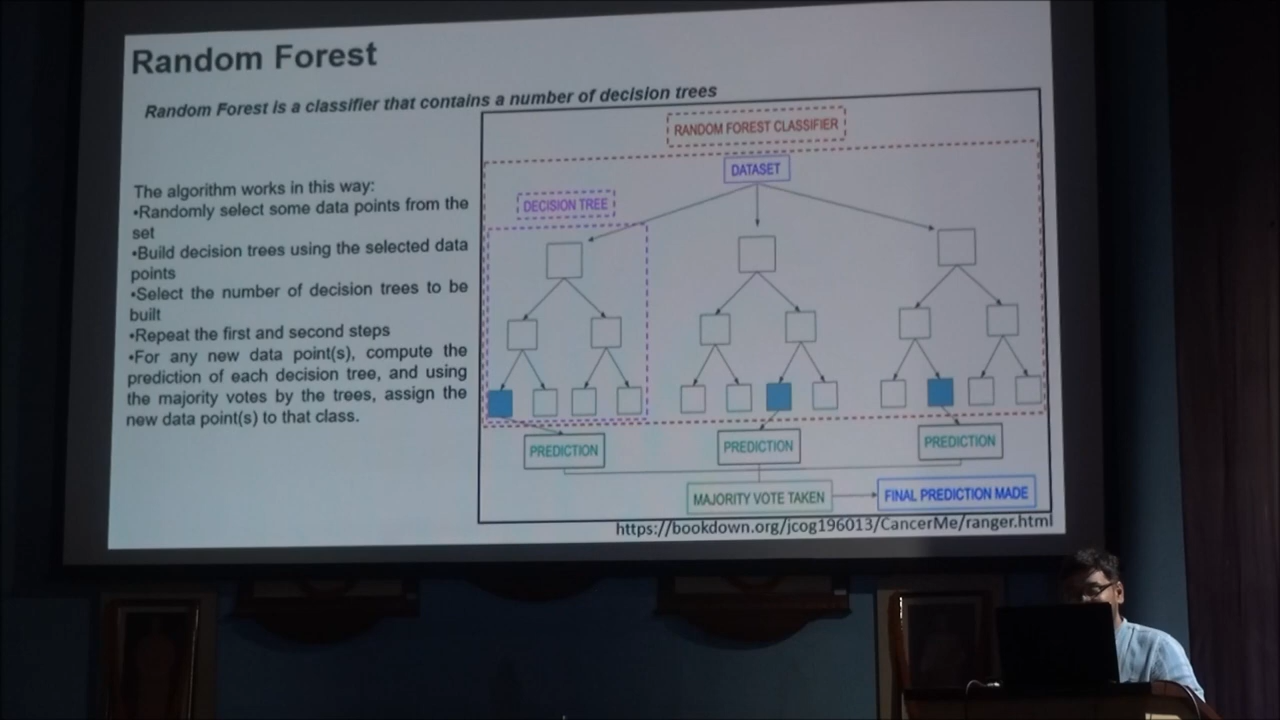 Random Forest
Random Forest is a classifier that contains a number of decision trees
The algorithm works in this way:
•Randomly select some data points from the
set
•Build decision trees using the selected data
points
•Select the number of decision trees to be
built
•Repeat the first and second steps
•For any new data point(s), compute the
prediction of each decision tree, and using
the majority votes by the trees, assign the
new data point(s) to that class.
RANDOM FOREST CLASSIFIER
DATASET
DECISION TREE
PREDICTION
PREDICTION
PREDICTION
MAJORITY VOTE TAKEN
FINAL PREDICTION MADE
https://bookdown.org/jcog196013/CancerMe/ranger.html